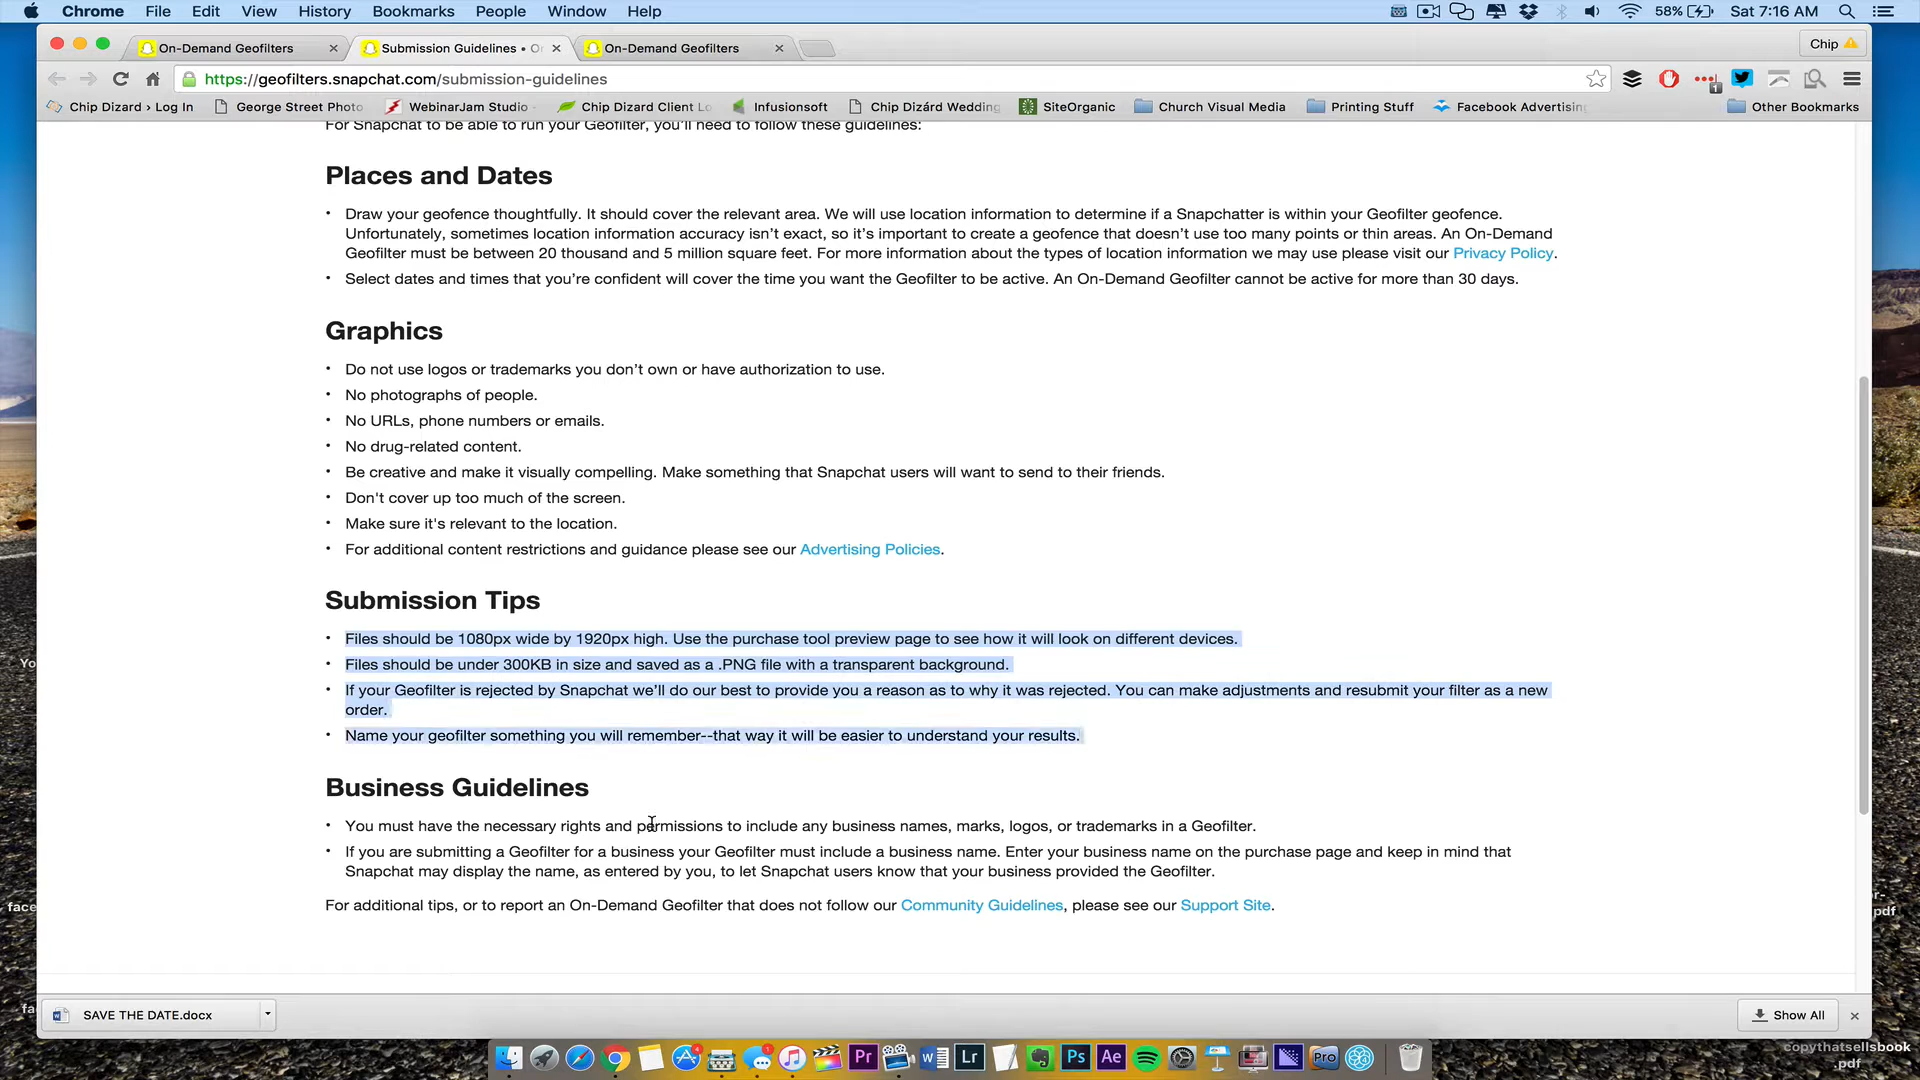 Chrome File Edit View History Bookmarks People Window Help 58% Sat 7:16 AM
On-Demand Geofilters Submission Guidelines • O On-Demand Geofilters Chip
https://geofilters.snapchat.com/submission-guidelines
Chip Dizard › Log In George Street Photo WebinarJam Studio - Chip Dizard Client Lo Infusionsoft Chip Dizárd Wedding SiteOrganic Church Visual Media Printing Stuff Facebook Advertising Other Bookmarks
For Snapchat to be able to run your Geofilter, you'll need to follow these guidelines:
Places and Dates
• Draw your geofence thoughtfully. It should cover the relevant area. We will use location information to determine if a Snapchatter is within your Geofilter geofence.
Unfortunately, sometimes location information accuracy isn't exact, so it's important to create a geofence that doesn't use too many points or thin areas. An On-Demand
Geofilter must be between 20 thousand and 5 million square feet. For more information about the types of location information we may use please visit our Privacy Policy.
• Select dates and times that you're confident will cover the time you want the Geofilter to be active. An On-Demand Geofilter cannot be active for more than 30 days.
Graphics
• Do not use logos or trademarks you don't own or have authorization to use.
• No photographs of people.
• No URLs, phone numbers or emails.
• No drug-related content.
• Be creative and make it visually compelling. Make something that Snapchat users will want to send to their friends.
• Don't cover up too much of the screen.
• Make sure it's relevant to the location.
• For additional content restrictions and guidance please see our Advertising Policies.
Submission Tips
• Files should be 1080px wide by 1920px high. Use the purchase tool preview page to see how it will look on different devices.
• Files should be under 300KB in size and saved as a .PNG file with a transparent background.
• If your Geofilter is rejected by Snapchat we'll do our best to provide you a reason as to why it was rejected. You can make adjustments and resubmit your filter as a new
order.
• Name your geofilter something you will remember--that way it will be easier to understand your results.
Business Guidelines
• You must have the necessary rights and permissions to include any business names, marks, logos, or trademarks in a Geofilter.
• If you are submitting a Geofilter for a business your Geofilter must include a business name. Enter your business name on the purchase page and keep in mind that
Snapchat may display the name, as entered by you, to let Snapchat users know that your business provided the Geofilter.
For additional tips, or to report an On-Demand Geofilter that does not follow our Community Guidelines, please see our Support Site.
SAVE THE DATE.docx Show All
Pr Lr Ps Ae Pro
copythatsellsbook
.pdf